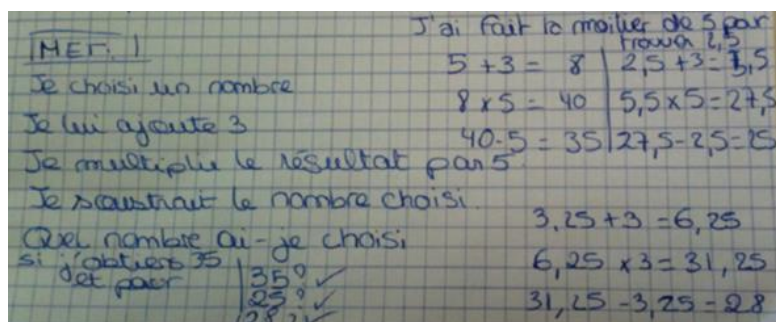 MET. 1
Je choisi un nombre
Je lui ajoute 3
Je multiplie le résultat par 5
Je soustrait le nombre choisi.
Quel nombre ai-je choisi
si j'obtiens 35
et pour
35? ✓
25? ✓
28? ✓
J'ai fait la moitier de 5 par
trouver 2,5
5 + 3 = 8
8 x 5 = 40
40-5 = 35
2,5 + 3 = 5,5
5,5 x 5 = 27,5
27,5 - 2,5 = 25
3,25 + 3 = 6,25
6,25 x 3 = 31,25
31,25 - 3,25 = 28